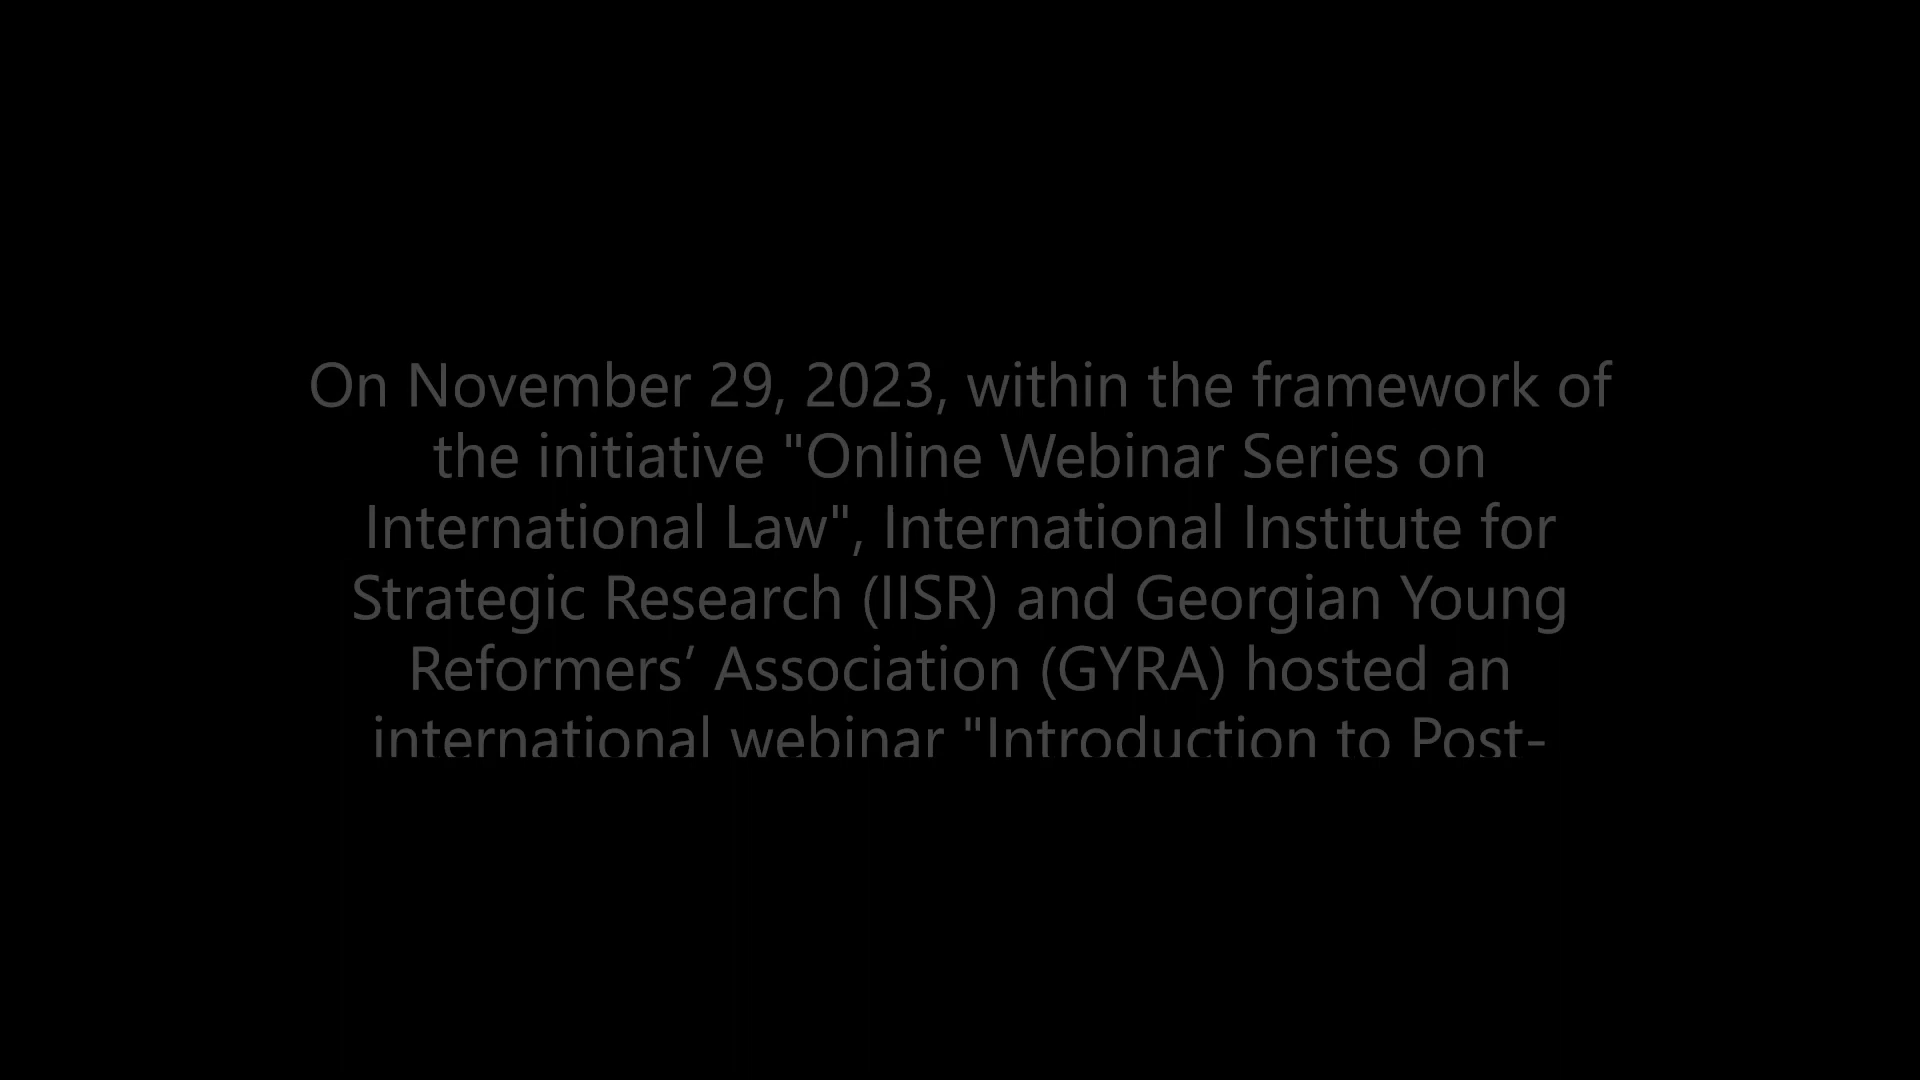 On November 29, 2023, within the framework of
the initiative "Online Webinar Series on
International Law", International Institute for
Strategic Research (IISR) and Georgian Young
Reformers’ Association (GYRA) hosted an
international webinar "Introduction to Post-